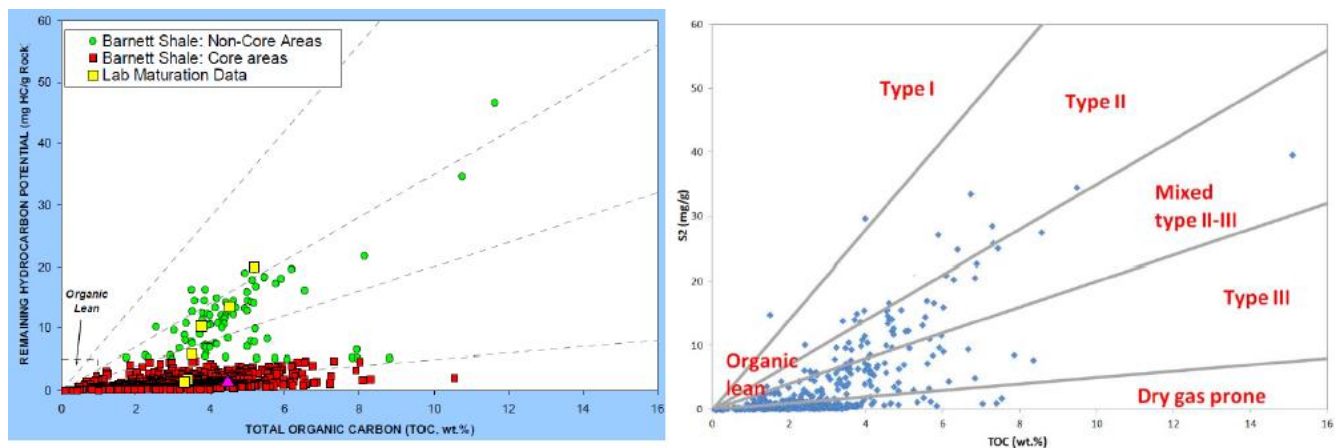 60
50
40
30
20
10
0
REMAINING HYDROCARBON POTENTIAL (mg HC/g Rock)
Barnett Shale: Non-Core Areas
Barnett Shale: Core areas
Lab Maturation Data
Organic
Lean
0 2 4 6 8 10 12 14 16
TOTAL ORGANIC CARBON (TOC, wt.%)
60
50
40
30
20
10
0
S2 (mg/g)
Type I
Type II
Mixed
type II-III
Type III
Organic
lean
Dry gas prone
0 2 4 6 8 10 12 14 16
TOC (wt.%)